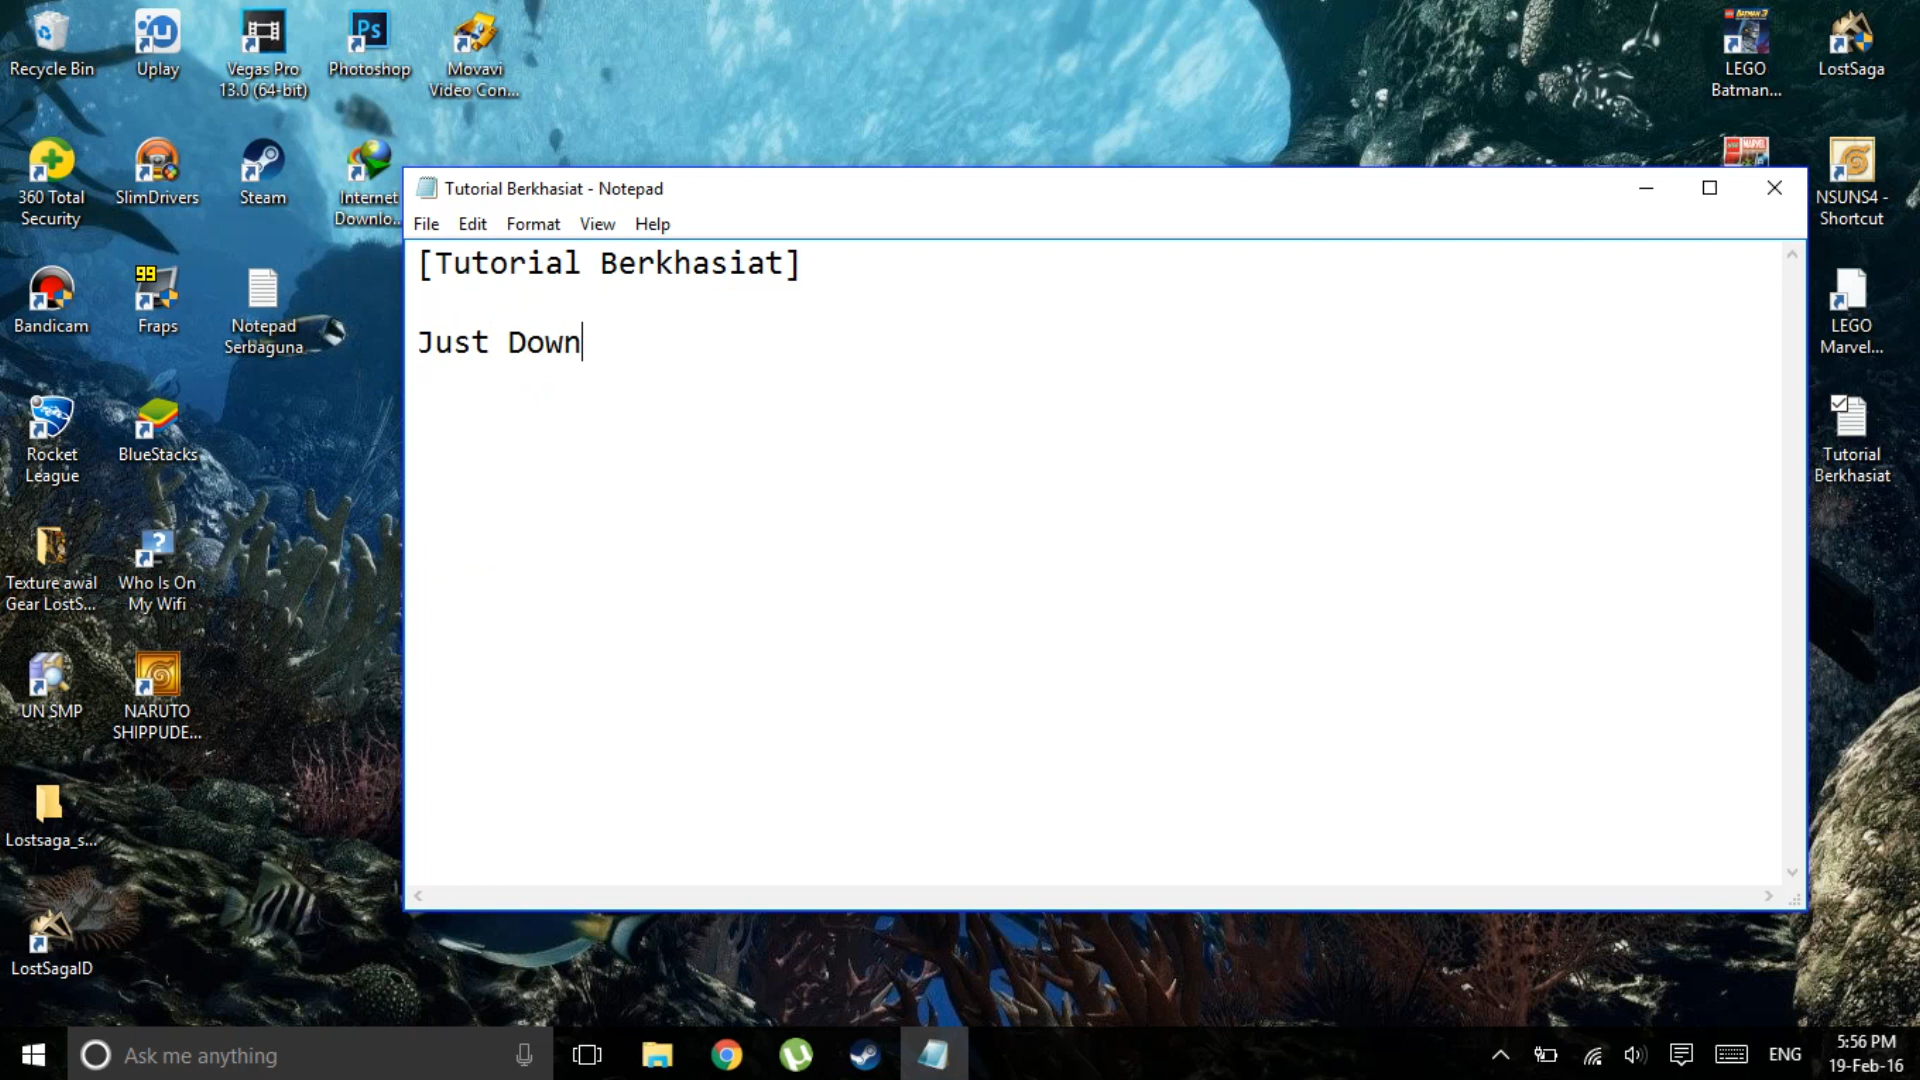 Recycle Bin
Uplay
Vegas Pro
13.0 (64-bit)
Ps
Photoshop
Movavi
Video Con...
LEGO
Batman...
LostSaga
360 Total
Security
SlimDrivers
Steam
Internet
Downlo...
NSUNS4 -
Shortcut
Tutorial Berkhasiat - Notepad
File Edit Format View Help
[Tutorial Berkhasiat]
Just Down
Bandicam
99
Fraps
Notepad
Serbaguna
LEGO
Marvel...
Rocket
League
BlueStacks
Tutorial
Berkhasiat
Texture awal
Gear LostS...
Who Is On
My Wifi
UN SMP
NARUTO
SHIPPUDE...
Lostsaga_s...
LostSagaID
Ask me anything
ENG
5:56 PM
19-Feb-16